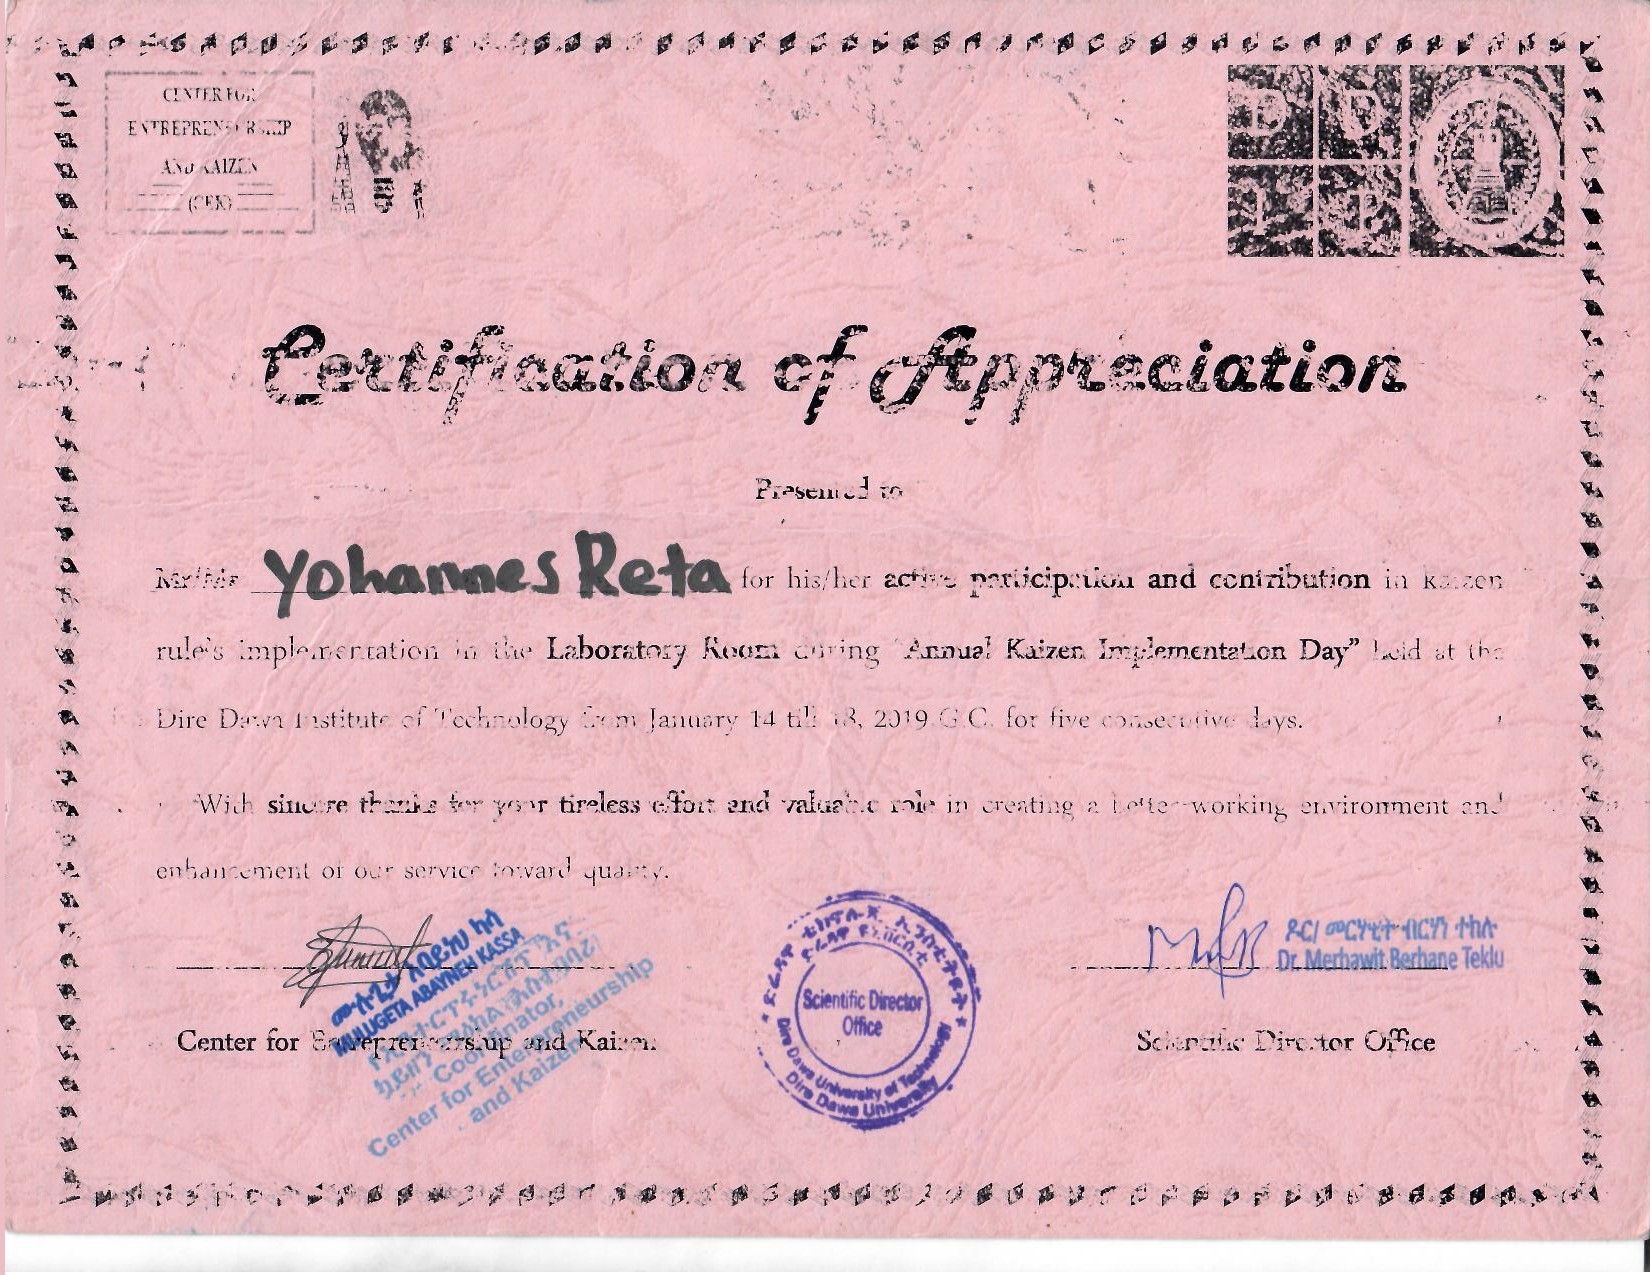 CENTER FOR
ENTREPRENEURSHIP
AND KAIZEN
(CEK)
D D
I T
Certification of Appreciation
Presented to
Mr/Ms Yohannes Reta for his/her active participation and contribution in kaizen
rule's implementation in the Laboratory Room during "Annual Kaizen Implementation Day" held at the
Dire Dawa Institute of Technology from January 14 till 18, 2019 G.C. for five consecutive days.
With sincere thanks for your tireless effort and valuable role in creating a better working environment and
enhancement of our service toward quality.
ሙሉጌታ አባይነህ ካሳ
MULUGETA ABAYNEH KASSA
Coordinator,
Center for Entrepreneurship
and Kaizen
Center for Entrepreneurship and Kaizen
Scientific Director
Office
Dire Dawa University of Technology
Dire Dawa University
ዶ/ር መርሃዊት ብርሃነ ተክሉ
Dr. Merhawit Berhane Teklu
Scientific Director Office